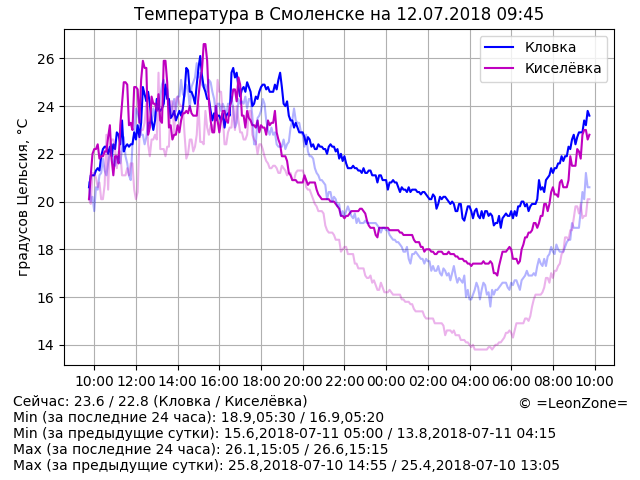 Температура в Смоленске на 12.07.2018 09:45
градусов Цельсия, °C
26
24
22
20
18
16
14
Кловка
Киселёвка
10:00 12:00 14:00 16:00 18:00 20:00 22:00 00:00 02:00 04:00 06:00 08:00 10:00
Сейчас: 23.6 / 22.8 (Кловка / Киселёвка)
© =LeonZone=
Min (за последние 24 часа): 18.9,05:30 / 16.9,05:20
Min (за предыдущие сутки): 15.6,2018-07-11 05:00 / 13.8,2018-07-11 04:15
Max (за последние 24 часа): 26.1,15:05 / 26.6,15:15
Max (за предыдущие сутки): 25.8,2018-07-10 14:55 / 25.4,2018-07-10 13:05